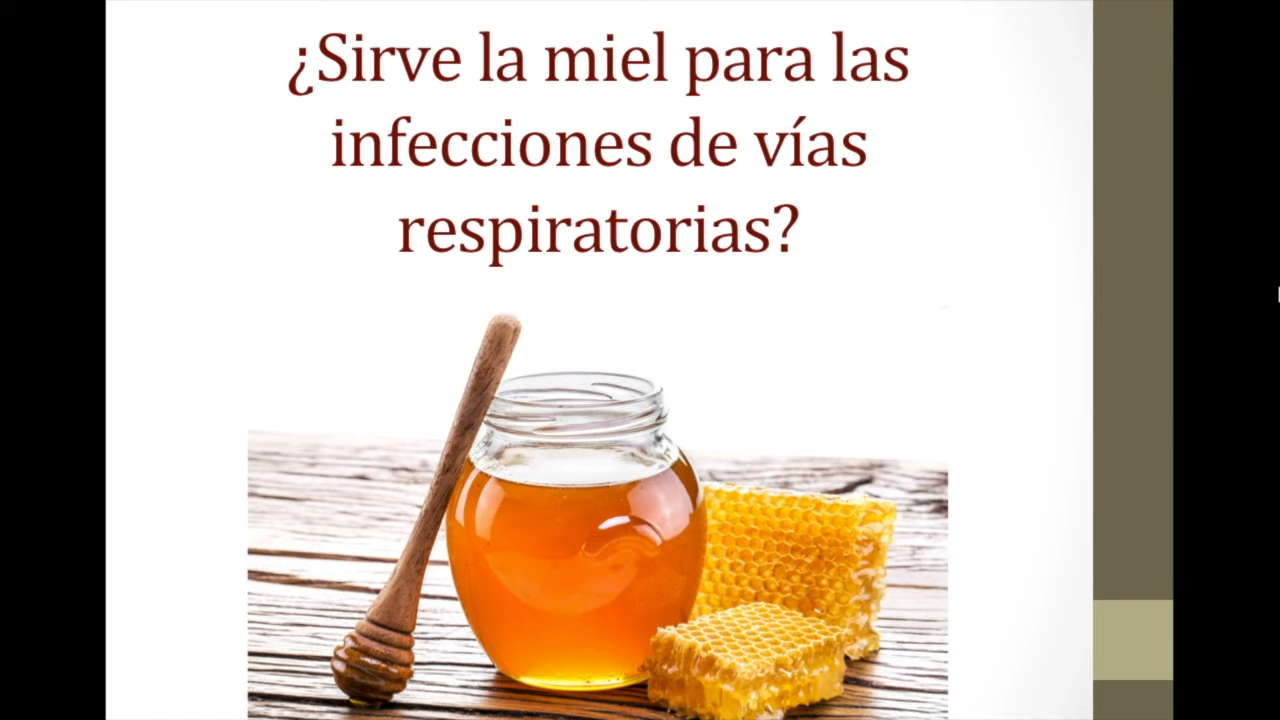 ¿Sirve la miel para las
infecciones de vías
respiratorias?